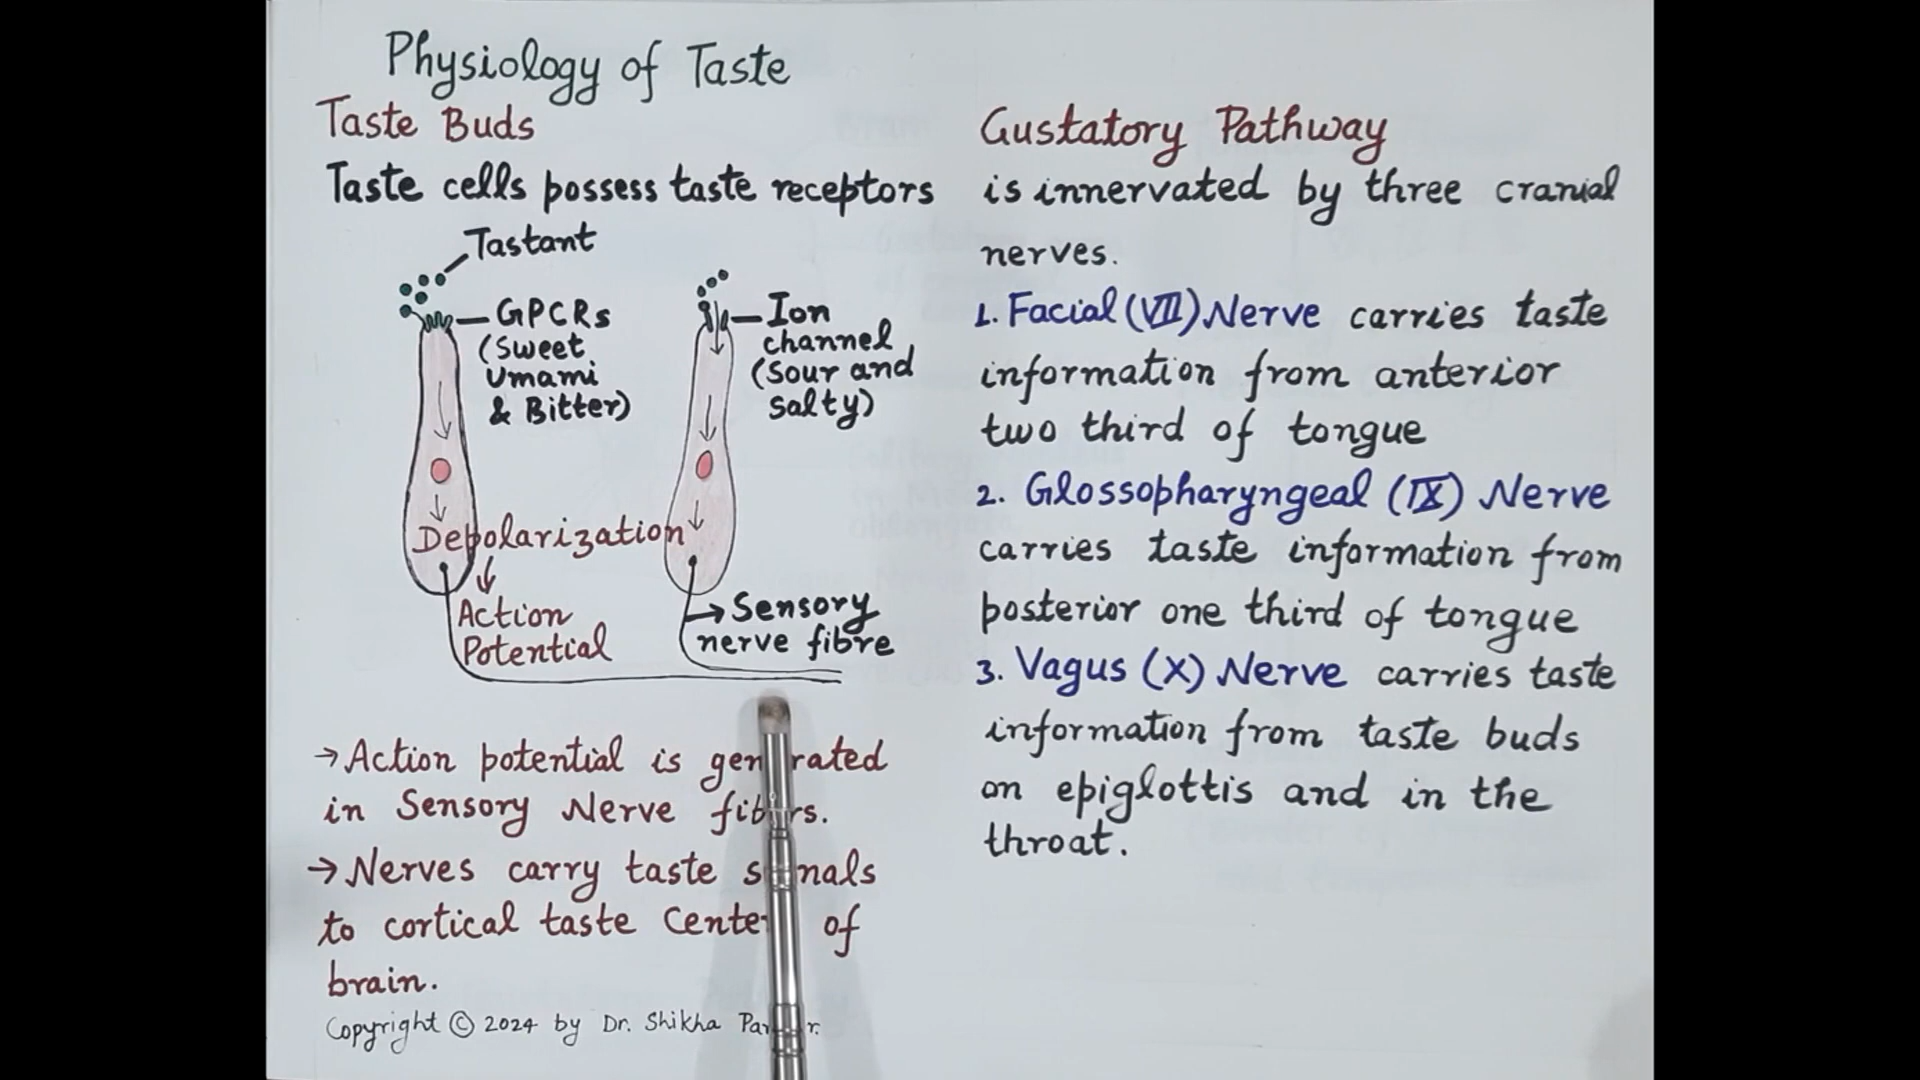 Physiology of Taste
Taste Buds
Taste cells possess taste receptors
Tastant
GPCRs
(Sweet,
Umami
& Bitter)
Ion
channel
(Sour and
salty)
Depolarization
Action
Potential
Sensory
nerve fibre
→ Action potential is generated
in Sensory Nerve fibers.
→ Nerves carry taste signals
to cortical taste Center of
brain.
Copyright © 2024 by Dr. Shikha
Gustatory Pathway
is innervated by three cranial
nerves.
1. Facial (VII) Nerve carries taste
information from anterior
two third of tongue
2. Glossopharyngeal (IX) Nerve
carries taste information from
posterior one third of tongue
3. Vagus (X) Nerve carries taste
information from taste buds
on epiglottis and in the
throat.